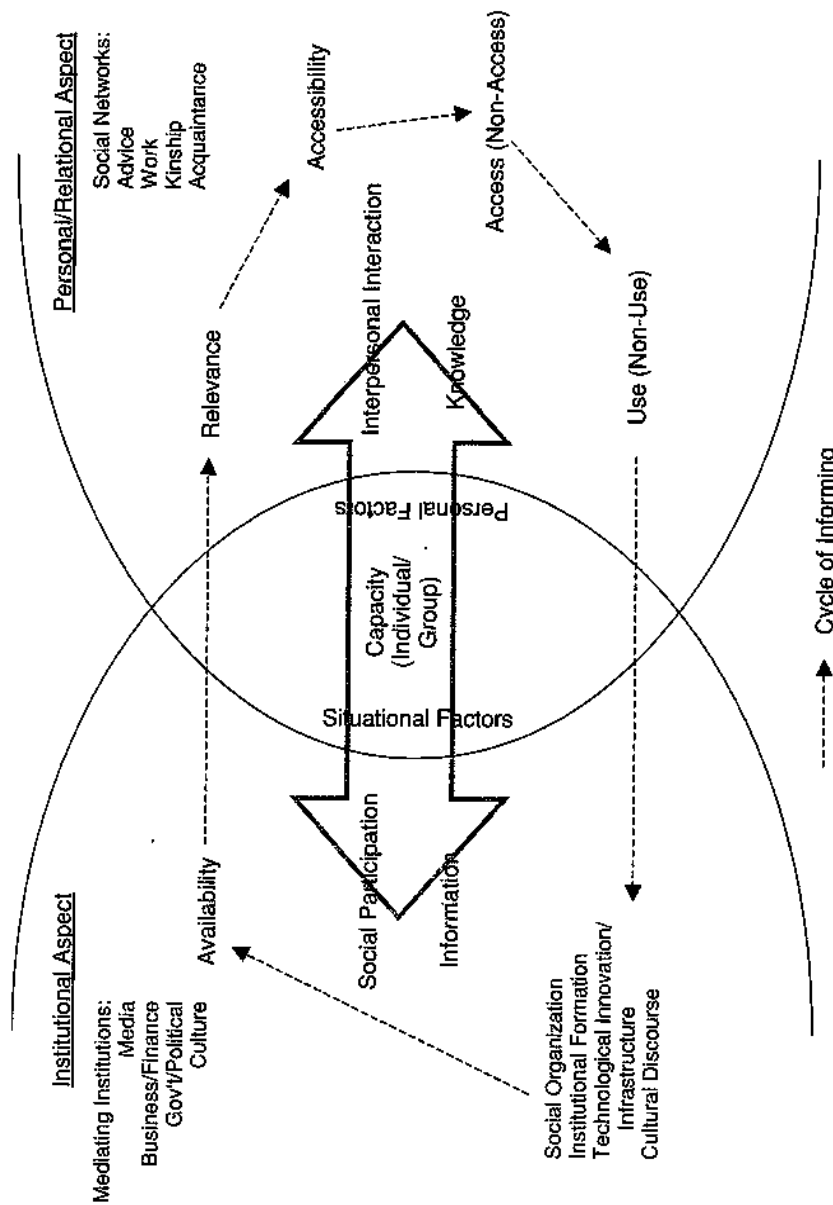 Institutional Aspect
Mediating Institutions:
Media
Business/Finance
Gov't/Political
Culture
Personal/Relational Aspect
Social Networks:
Advice
Work
Kinship
Acquaintance
Availability
Relevance
Accessibility
Access (Non-Access)
Use (Non-Use)
Social Organization
Institutional Formation
Technological Innovation/
Infrastructure
Cultural Discourse
Social Participation
Information
Situational Factors
Capacity
(Individual/
Group)
Personal Factors
Interpersonal Interaction
Knowledge
Cycle of Informing